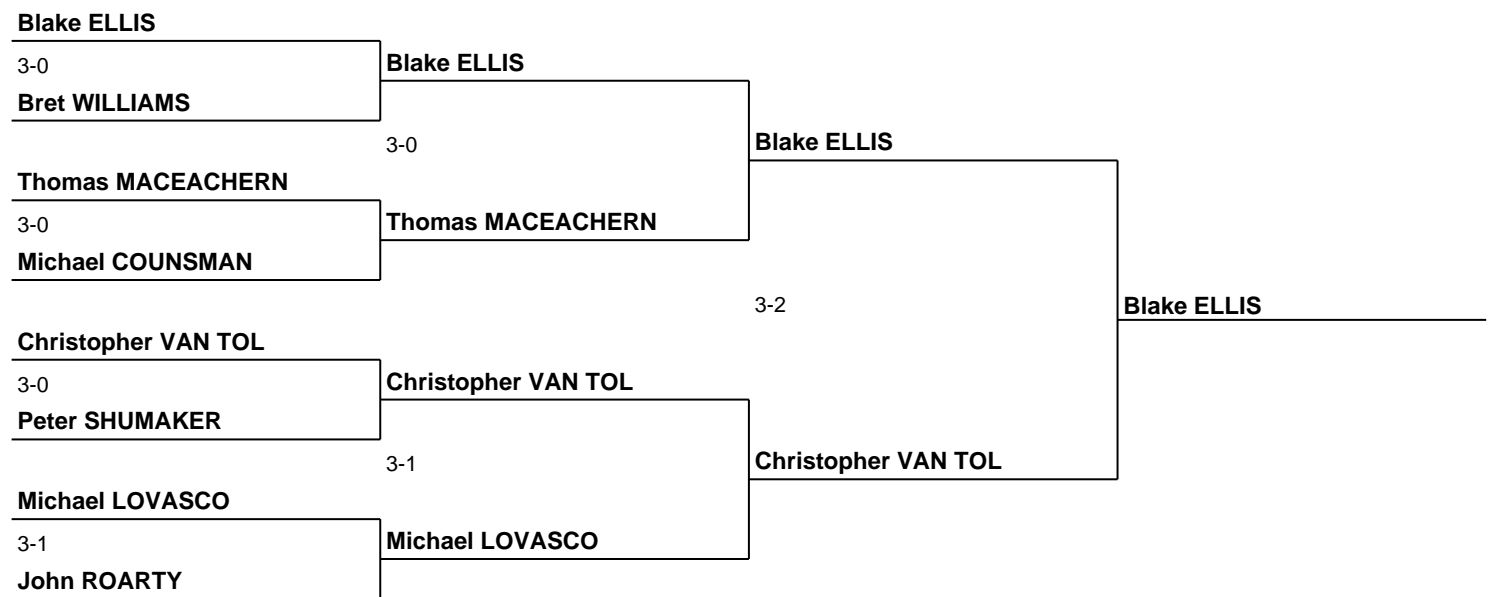 Blake ELLIS
3-0
Bret WILLIAMS
Thomas MACEACHERN
3-0
Michael COUNSMAN
Christopher VAN TOL
3-0
Peter SHUMAKER
Michael LOVASCO
3-1
John ROARTY
Blake ELLIS
3-0
Thomas MACEACHERN
Christopher VAN TOL
3-1
Michael LOVASCO
Blake ELLIS
3-2
Christopher VAN TOL
Blake ELLIS